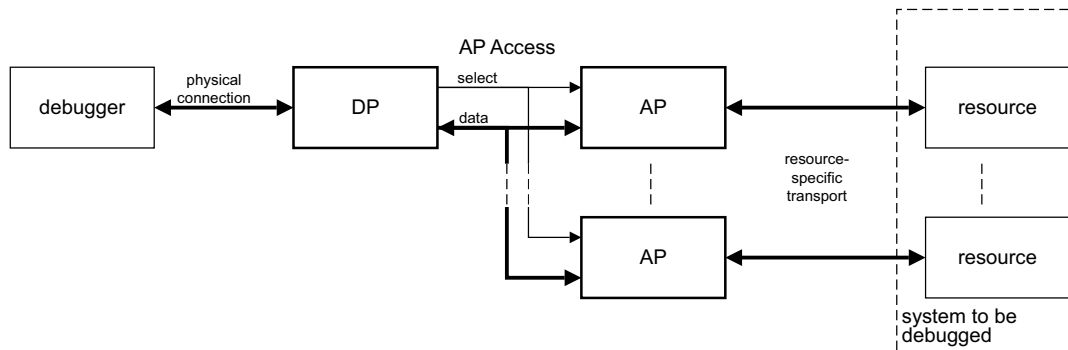 AP Access
debugger
physical
connection
DP
select
data
AP
resource
resource-
specific
transport
AP
resource
system to be
debugged